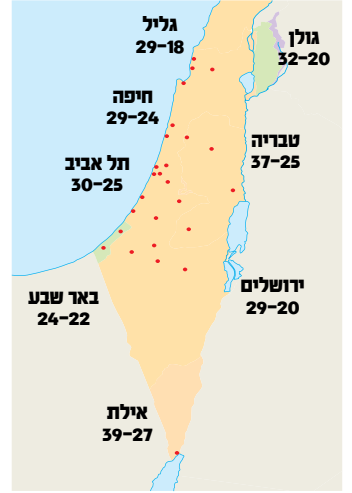 גליל
29-18
גולן
32-20
חיפה
29-24
טבריה
37-25
תל אביב
30-25
ירושלים
29-20
באר שבע
24-22
אילת
39-27